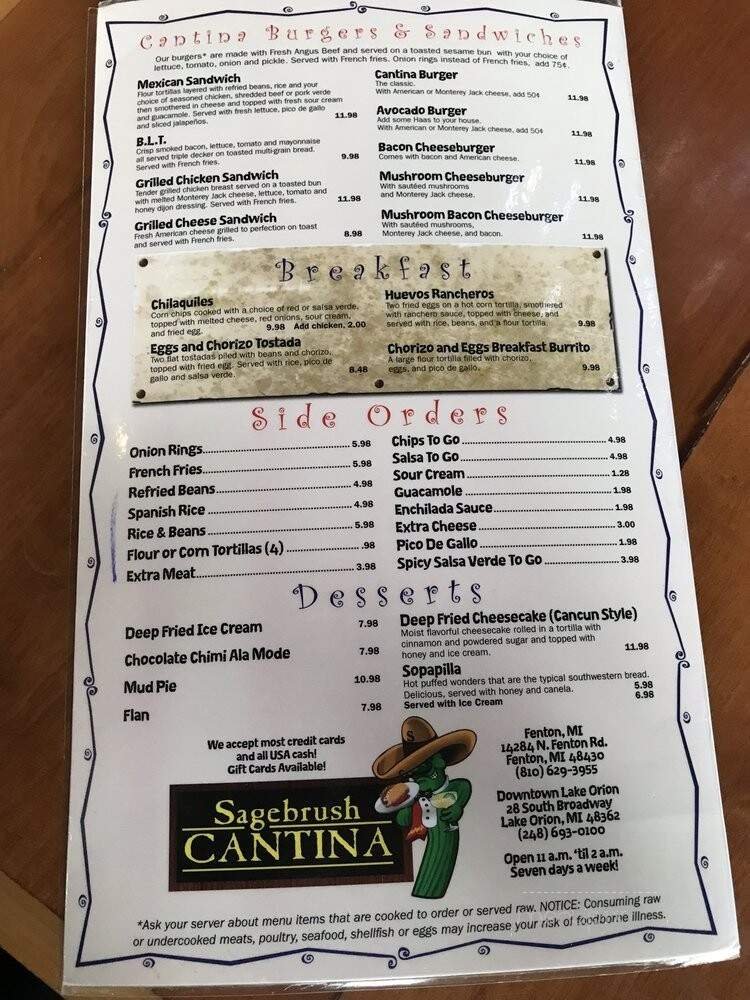 Cantina Burgers & Sandwiches
Our burgers* are made with Fresh Angus Beef and served on a toasted sesame bun with your choice of
lettuce, tomato, onion and pickle. Served with French fries. Onion rings instead of French fries, add 75¢.
Mexican Sandwich
Flour tortillas layered with refried beans, rice and your
choice of seasoned chicken, shredded beef or pork verde
then smothered in cheese and topped with fresh sour cream
and guacamole. Served with fresh lettuce, pico de gallo
and sliced jalapeños. 11.98
B.L.T.
Crisp smoked bacon, lettuce, tomato and mayonnaise
all served triple decker on toasted multi-grain bread.
Served with French fries. 9.98
Grilled Chicken Sandwich
Tender grilled chicken breast served on a toasted bun
with melted Monterey Jack cheese, lettuce, tomato and
honey dijon dressing. Served with French fries. 11.98
Grilled Cheese Sandwich
Fresh American cheese grilled to perfection on toast
and served with French fries. 8.98
Cantina Burger
The classic.
With American or Monterey Jack cheese, add 50¢ 11.98
Avocado Burger
Add some Haas to your house.
With American or Monterey Jack cheese, add 50¢ 11.98
Bacon Cheeseburger
Comes with bacon and American cheese. 11.98
Mushroom Cheeseburger
With sautéed mushrooms
and Monterey Jack cheese. 11.98
Mushroom Bacon Cheeseburger
With sautéed mushrooms,
Monterey Jack cheese, and bacon. 11.98
Breakfast
Chilaquiles
Corn chips cooked with a choice of red or salsa verde,
topped with melted cheese, red onions, sour cream,
and fried egg. 9.98 Add chicken, 2.00
Eggs and Chorizo Tostada
Two flat tostadas piled with beans and chorizo,
topped with fried egg. Served with rice, pico de
gallo and salsa verde. 8.48
Huevos Rancheros
Two fried eggs on a hot corn tortilla, smothered
with ranchero sauce, topped with cheese, and
served with rice, beans, and a flour tortilla. 9.98
Chorizo and Eggs Breakfast Burrito
A large flour tortilla filled with chorizo,
eggs, and pico de gallo. 9.98
Side Orders
Onion Rings 5.98
French Fries 5.98
Refried Beans 4.98
Spanish Rice 4.98
Rice & Beans 5.98
Flour or Corn Tortillas (4) .98
Extra Meat 3.98
Chips To Go 4.98
Salsa To Go 4.98
Sour Cream 1.28
Guacamole 1.98
Enchilada Sauce 1.98
Extra Cheese 3.00
Pico De Gallo 1.98
Spicy Salsa Verde To Go 3.98
Desserts
Deep Fried Ice Cream 7.98
Chocolate Chimi Ala Mode 7.98
Mud Pie 10.98
Flan 7.98
Deep Fried Cheesecake (Cancun Style)
Moist flavorful cheesecake rolled in a tortilla with
cinnamon and powdered sugar and topped with
honey and ice cream. 11.98
Sopapilla
Hot puffed wonders that are the typical southwestern bread.
Delicious, served with honey and canela. 5.98
Served with Ice Cream 6.98
We accept most credit cards
and all USA cash!
Gift Cards Available!
S
Sagebrush
CANTINA
Fenton, MI
14284 N. Fenton Rd.
Fenton, MI 48430
(810) 629-3955
Downtown Lake Orion
28 South Broadway
Lake Orion, MI 48362
(248) 693-0100
Open 11 a.m. 'til 2 a.m.
Seven days a week!
*Ask your server about menu items that are cooked to order or served raw. NOTICE: Consuming raw
or undercooked meats, poultry, seafood, shellfish or eggs may increase your risk of foodborne illness.